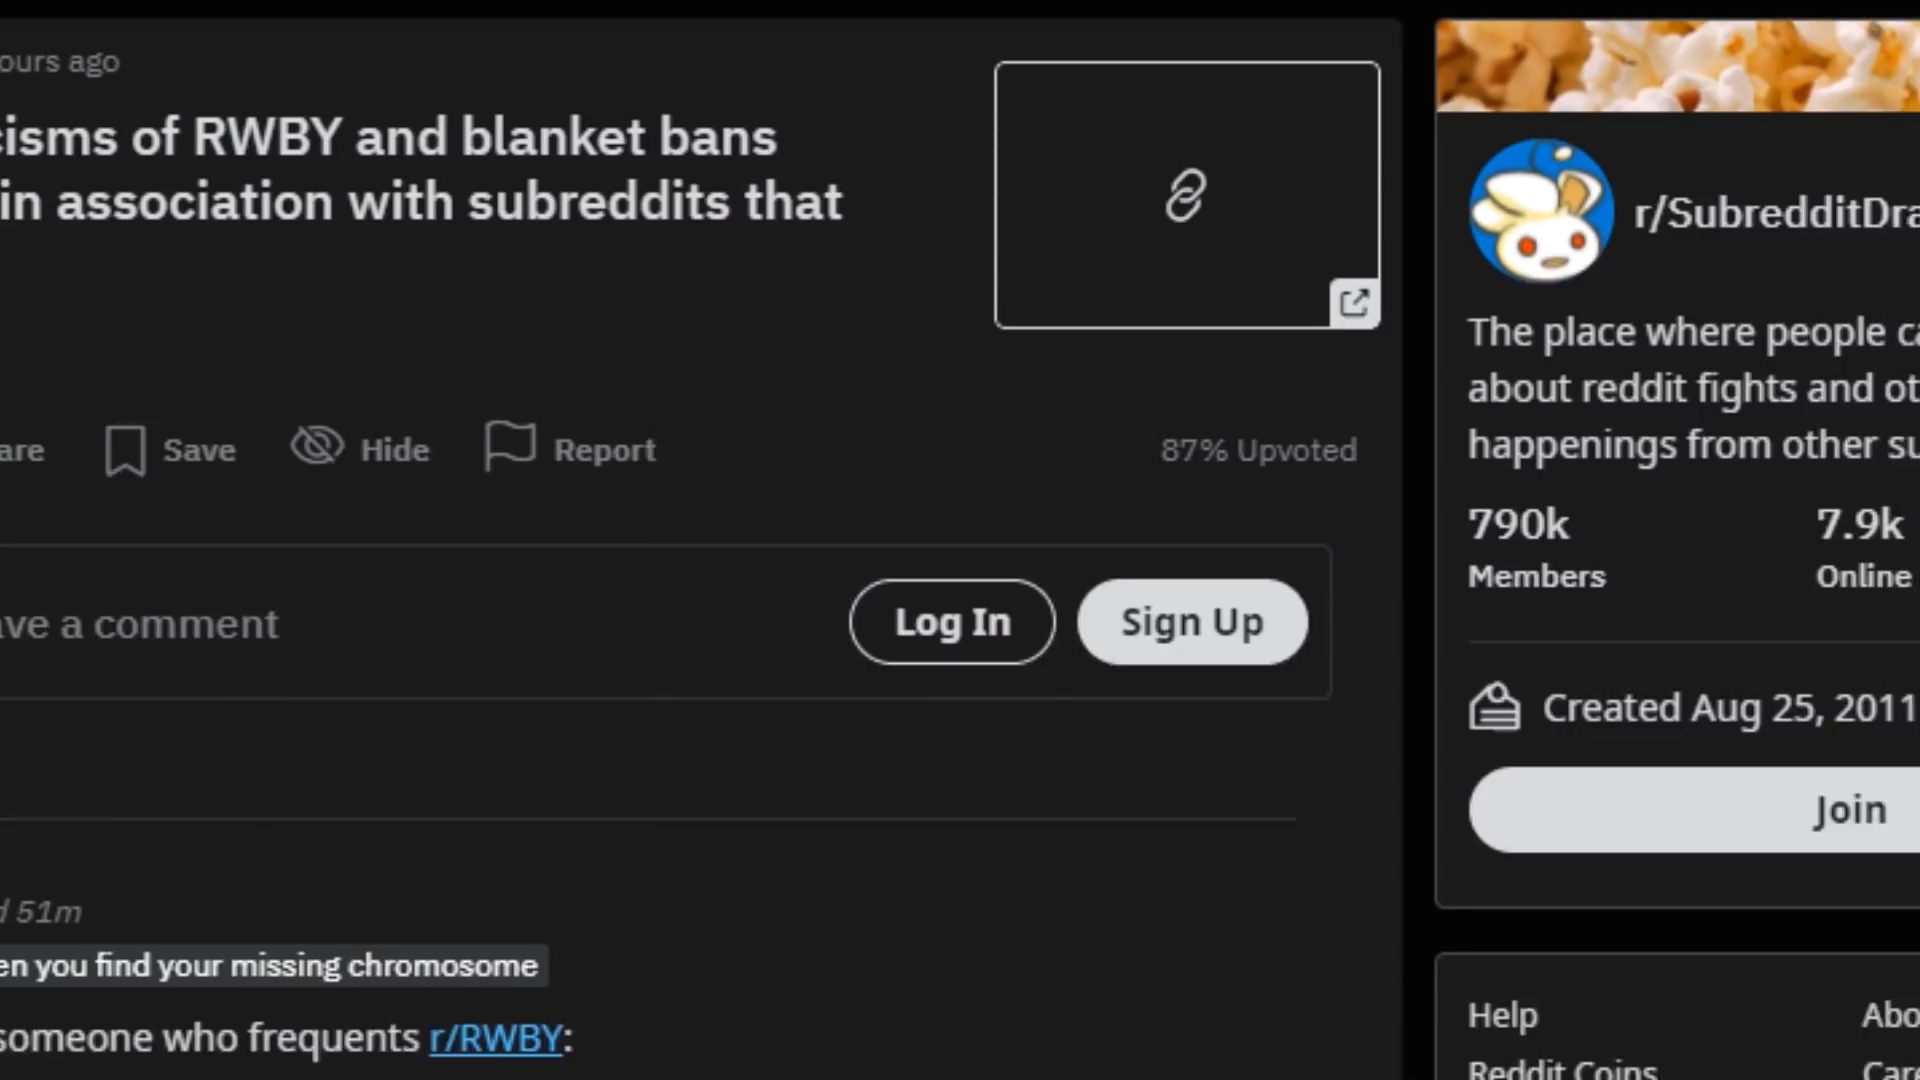 ours ago
cisms of RWBY and blanket bans
in association with subreddits that
are Save Hide Report 87% Upvoted
ave a comment
Log In Sign Up
d 51m
en you find your missing chromosome
someone who frequents r/RWBY:
r/SubredditDra
The place where people ca
about reddit fights and ot
happenings from other su
790k 7.9k
Members Online
Created Aug 25, 2011
Join
Help Abo
Reddit Coins Care